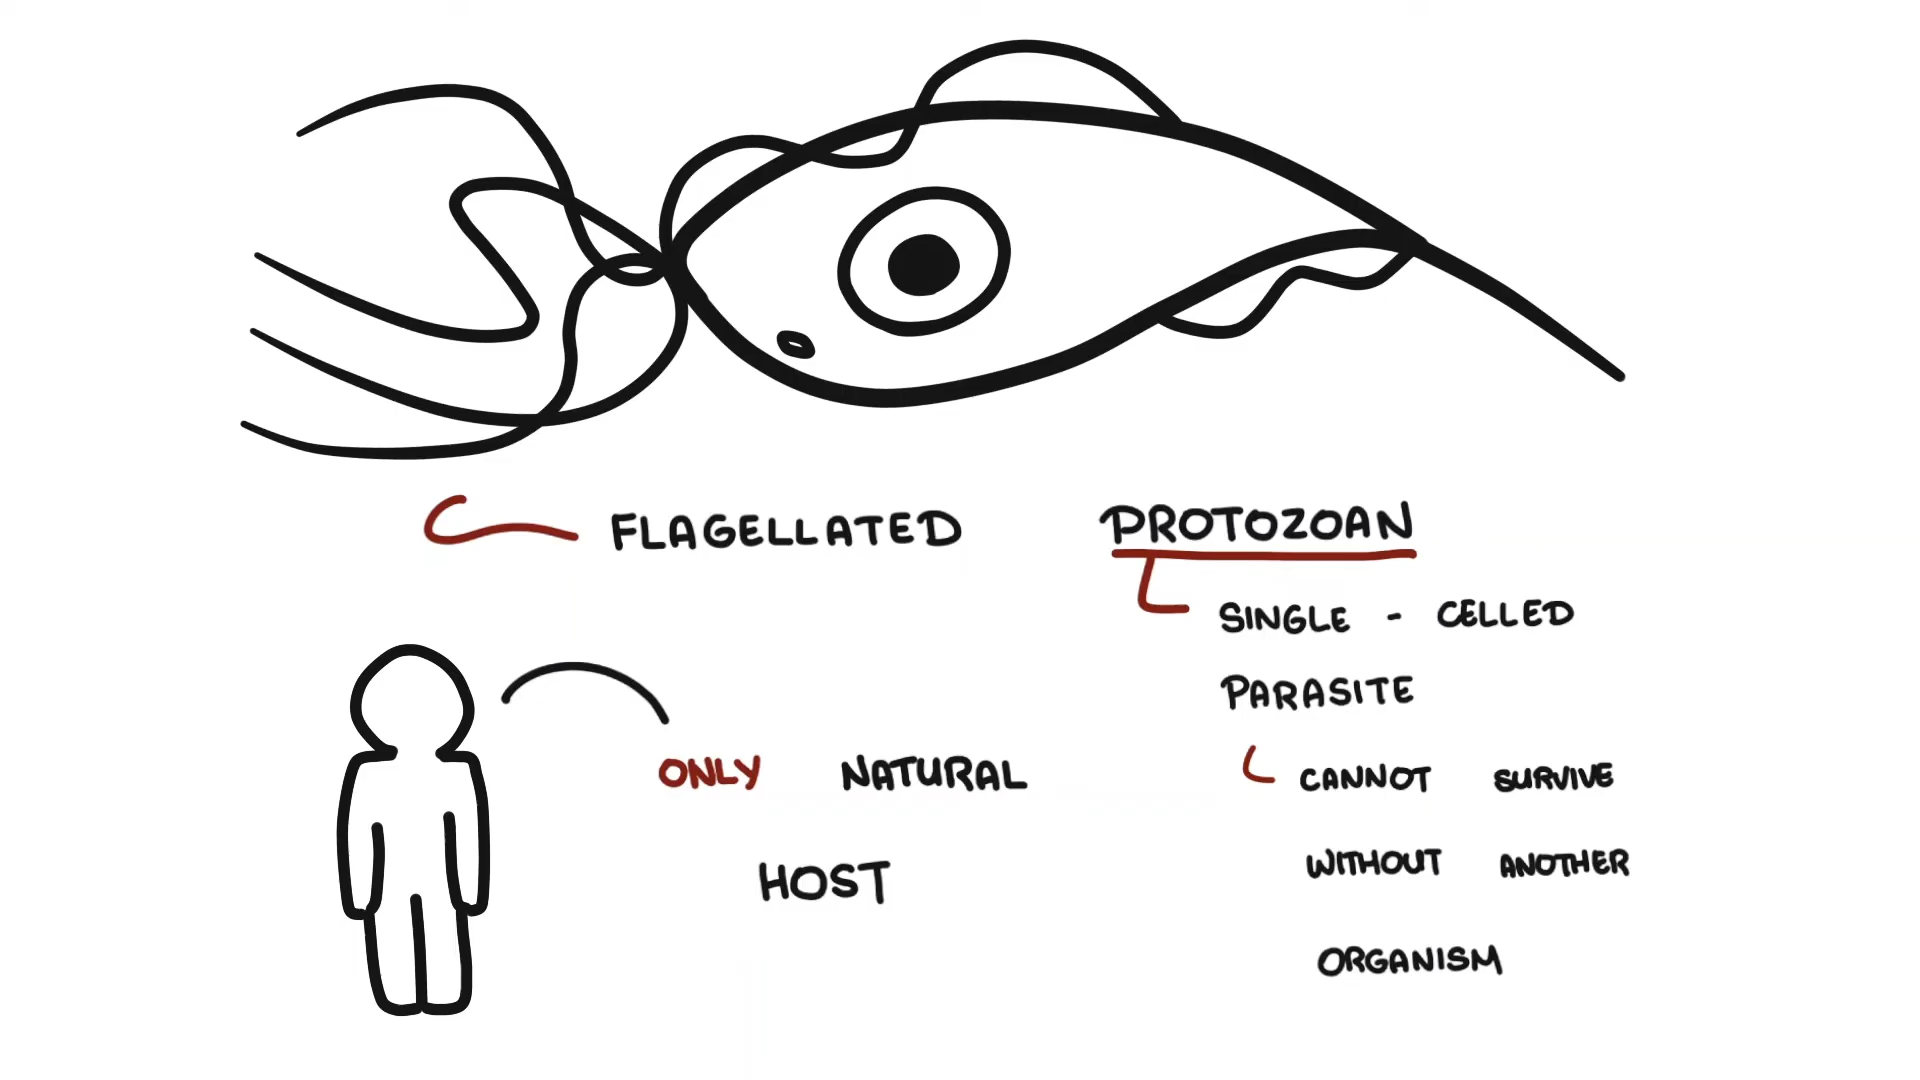 FLAGELLATED PROTOZOAN
SINGLE - CELLED
PARASITE
CANNOT SURVIVE
WITHOUT ANOTHER
ORGANISM
ONLY NATURAL
HOST